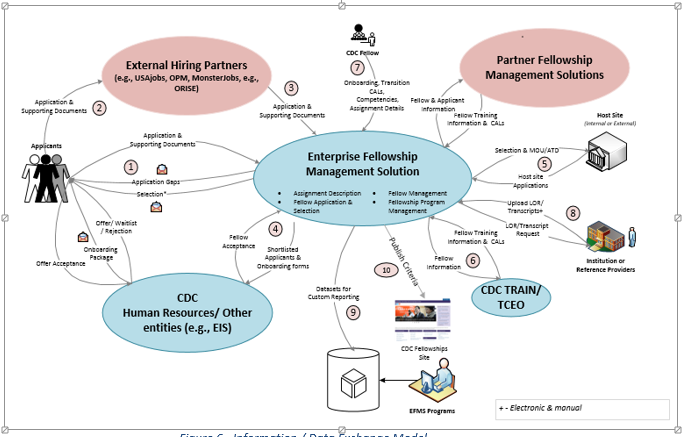 CDC Fellow
7
External Hiring Partners
(e.g., USAjobs, OPM, MonsterJobs, e.g.,
ORISE)
Partner Fellowship
Management Solutions
3
Onboarding, Transition
CALs,
Competencies,
Assignment Details
2
Application &
Supporting Documents
Application &
Supporting Documents
Fellow & Applicant
Information
Fellow Training
Information & CALs
Host Site
(internal or External)
Applicants
Application &
Supporting Documents
1
Application Gaps
Selection*
Enterprise Fellowship
Management Solution
• Assignment Description
• Fellow Application &
Selection
• Fellow Management
• Fellowship Program
Management
Selection & MOU/ATD
5
Host site
Applications
Upload LOR/
Transcripts+
8
LOR/Transcript
Request
Institution or
Reference Providers
Offer/ Waitlist
/ Rejection
Onboarding
Package
Offer Acceptance
4
Fellow
Acceptance
Shortlisted
Applicants &
Onboarding forms
Publish Criteria
10
Fellow Training
Information & CALs
Fellow
Information
6
CDC
Human Resources/ Other
entities (e.g., EIS)
Datasets for
Custom Reporting
9
CDC TRAIN/
TCEO
CDC Fellowships
Site
EFMS Programs
+ - Electronic & manual
Figure 6 - Information / Data Exchange Model